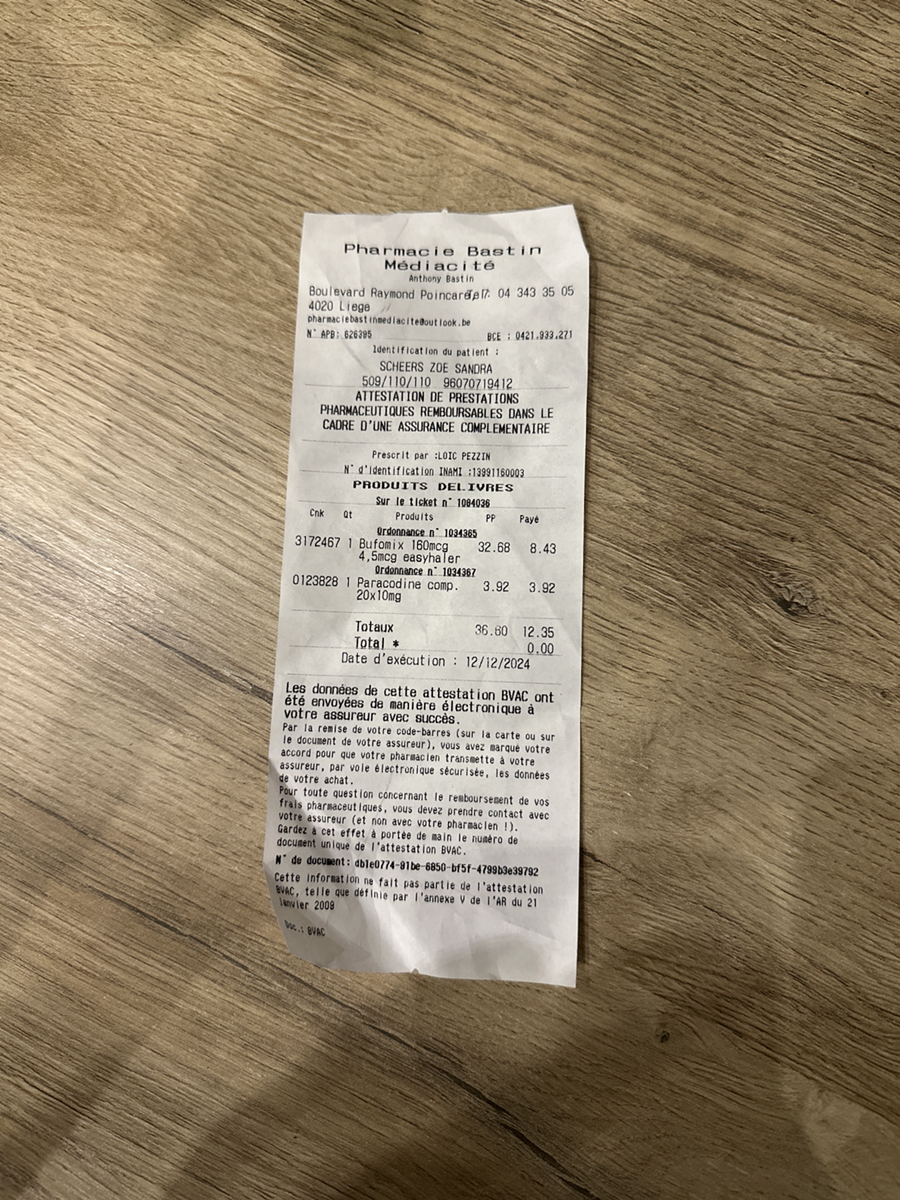 Pharmacie Bastin
Médiacité
Anthony Bastin
Boulevard Raymond Poincaré, 7 Tel: 04 343 35 05
4020 Liege
pharmaciebastinmediacite@outlook.be
N° APB: 626395 BCE : 0421.933.271
Identification du patient :
SCHEERS ZOE SANDRA
509/110/110 96070719412
ATTESTATION DE PRESTATIONS
PHARMACEUTIQUES REMBOURSABLES DANS LE
CADRE D'UNE ASSURANCE COMPLEMENTAIRE
Prescrit par :LOIC PEZZIN
N° d'identification INAMI :13991160003
PRODUITS DELIVRES
Sur le ticket n° 1084036
Cnk Qt Produits PP Payé
Ordonnance n° 1034365
3172467 1 Bufomix 160mcg 32.68 8.43
4,5mcg easyhaler
Ordonnance n° 1034367
0123828 1 Paracodine comp. 3.92 3.92
20x10mg
Totaux 36.60 12.35
Total * 0.00
Date d'exécution : 12/12/2024
Les données de cette attestation BVAC ont
été envoyées de manière électronique à
votre assureur avec succès.
Par la remise de votre code-barres (sur la carte ou sur
le document de votre assureur), vous avez marqué votre
accord pour que votre pharmacien transmette à votre
assureur, par voie électronique sécurisée, les données
de votre achat.
Pour toute question concernant le remboursement de vos
frais pharmaceutiques, vous devez prendre contact avec
votre assureur (et non avec votre pharmacien !).
Gardez à cet effet à portée de main le numéro de
document unique de l'attestation BVAC.
N° de document: db1e0774-81be-6850-bf5f-4799b3e39792
Cette information ne fait pas partie de l'attestation
BVAC, telle que définie par l'annexe V de l'AR du 21
janvier 2009
Doc.: BVAC